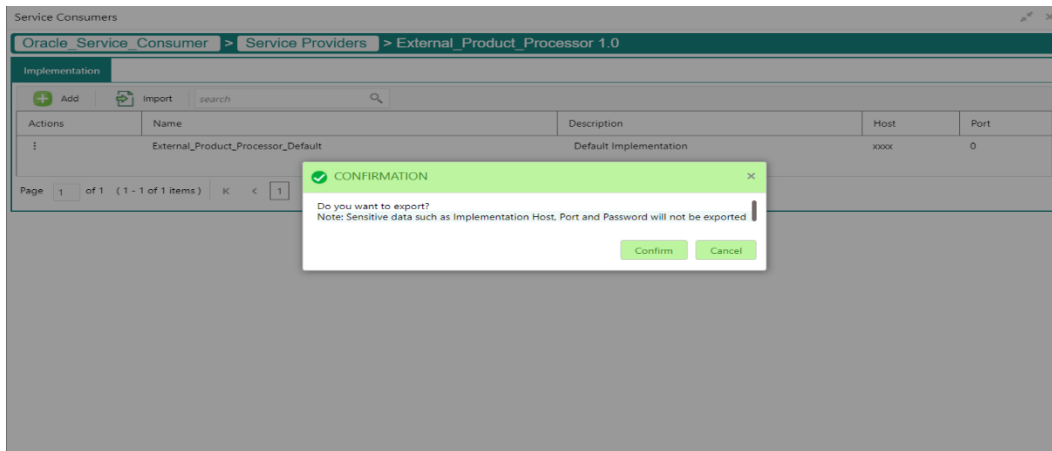 Service Consumers
Oracle_Service_Consumer > Service Providers > External_Product_Processor 1.0
Implementation
Add Import search
Actions Name Description Host Port
External_Product_Processor_Default Default Implementation xxxx 0
Page 1 of 1 (1 - 1 of 1 items) K < 1
CONFIRMATION ×
Do you want to export?
Note: Sensitive data such as Implementation Host, Port and Password will not be exported
Confirm Cancel